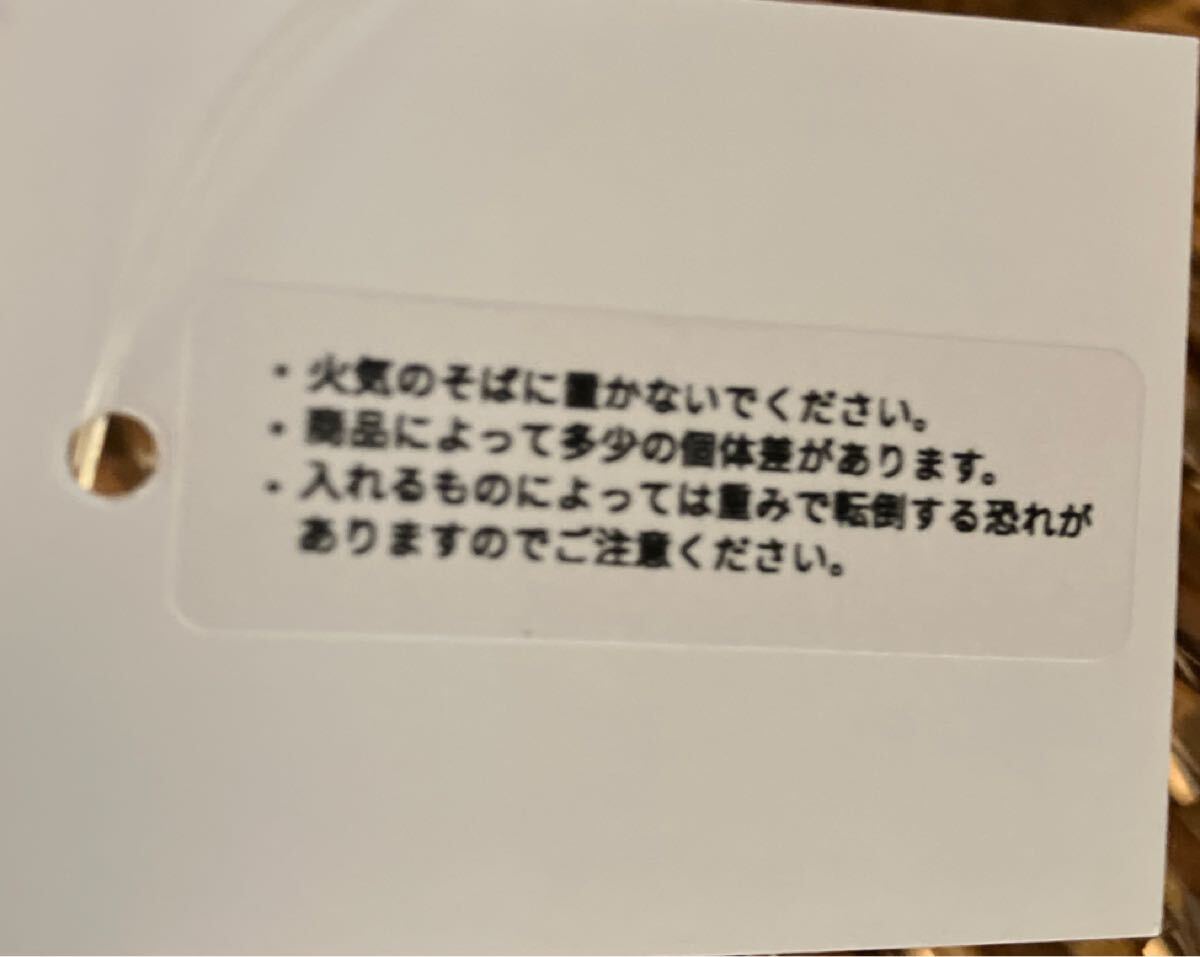 ・火気のそばに置かないでください。
・商品によって多少の個体差があります。
・入れるものによっては重みで転倒する恐れが
ありますのでご注意ください。